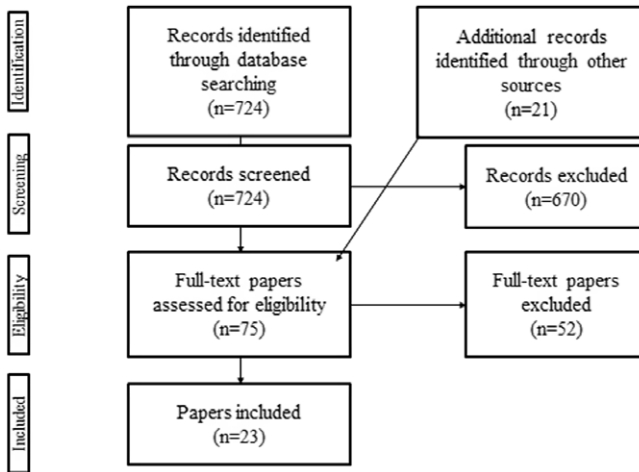 Identification
Records identified
through database
searching
(n=724)
Additional records
identified through other
sources
(n=21)
Screening
Records screened
(n=724)
Records excluded
(n=670)
Eligibility
Full-text papers
assessed for eligibility
(n=75)
Full-text papers
excluded
(n=52)
Included
Papers included
(n=23)